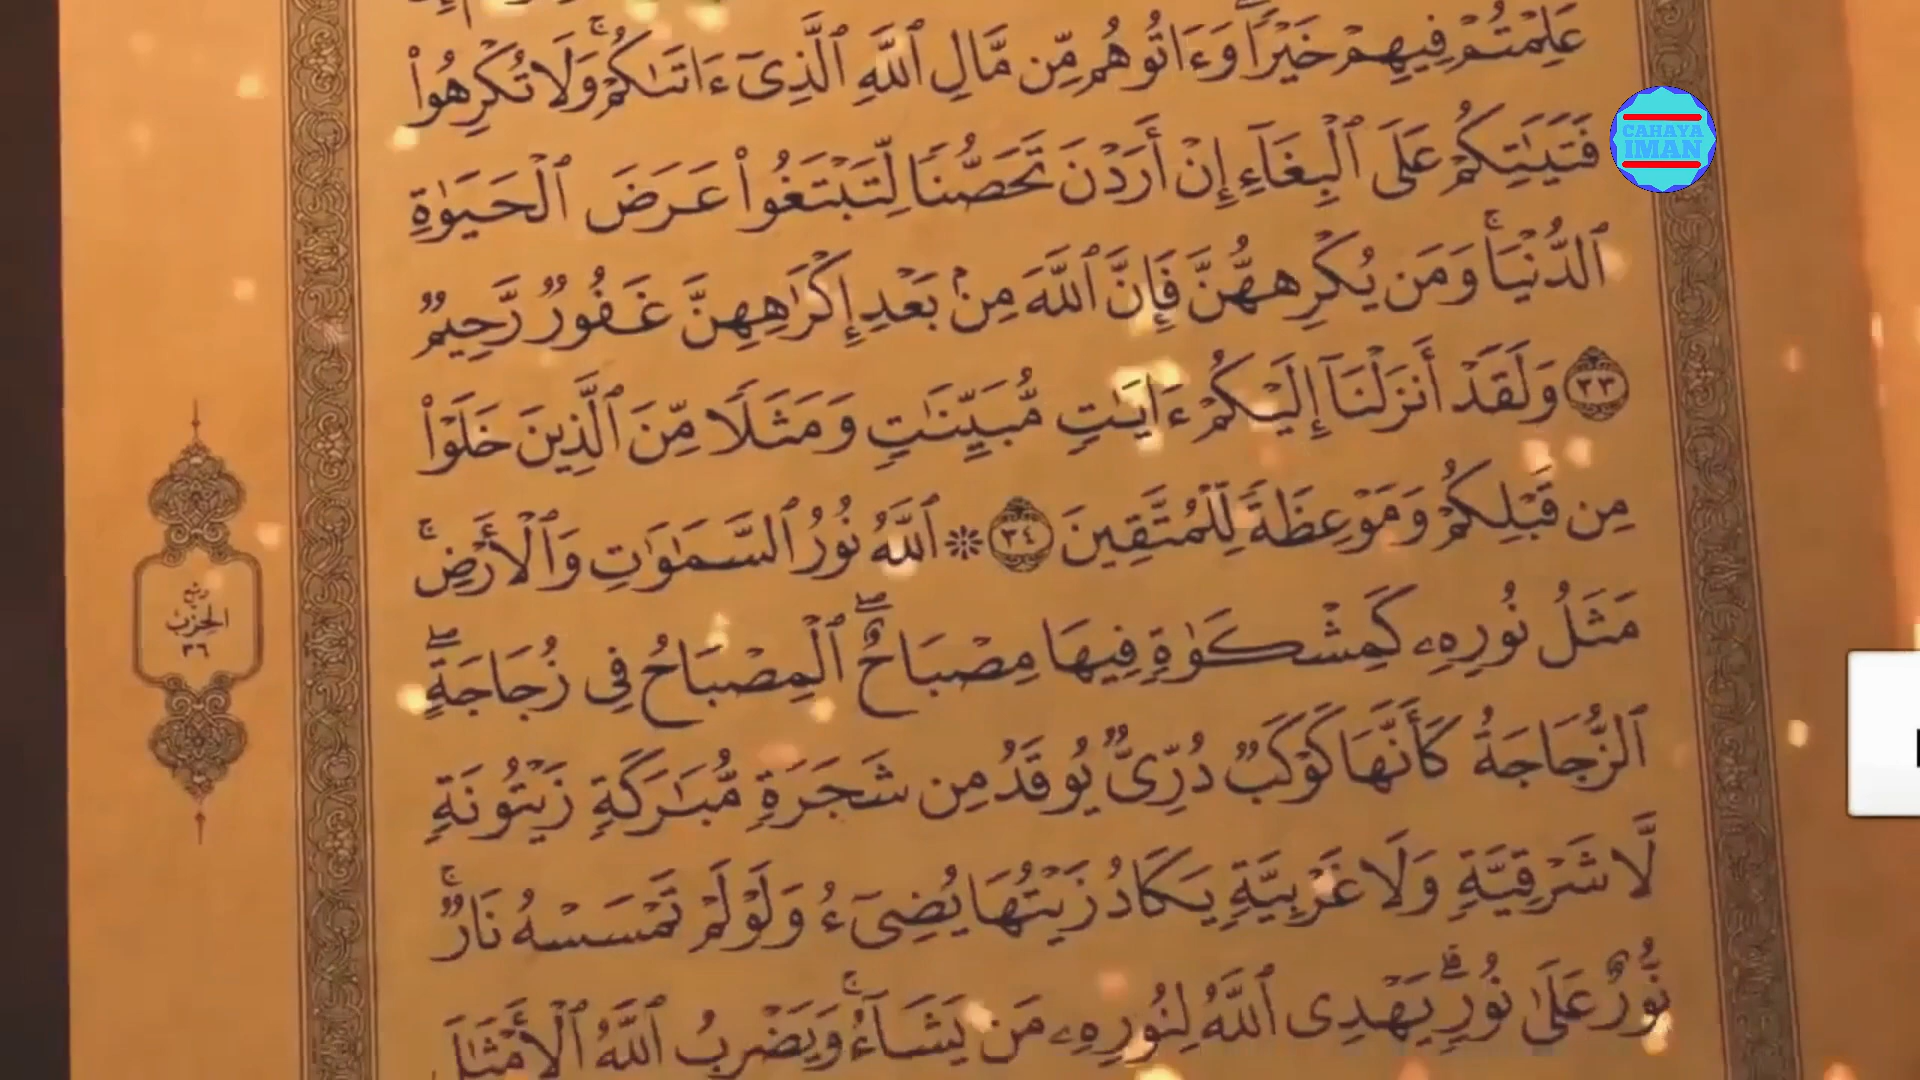 عَلِمْتُمْ فِيهِمْ خَيْرًا وَءَاتُوهُم مِّن مَّالِ ٱللَّهِ ٱلَّذِىٓ ءَاتَىٰكُمْ ۚ وَلَا تُكْرِهُوا۟
فَتَيَـٰتِكُمْ عَلَى ٱلْبِغَآءِ إِنْ أَرَدْنَ تَحَصُّنًا لِّتَبْتَغُوا۟ عَرَضَ ٱلْحَيَوٰةِ
ٱلدُّنْيَا ۚ وَمَن يُكْرِههُّنَّ فَإِنَّ ٱللَّهَ مِنۢ بَعْدِ إِكْرَٰهِهِنَّ غَفُورٌ رَّحِيمٌ
٣٣ وَلَقَدْ أَنزَلْنَآ إِلَيْكُمْ ءَايَـٰتٍ مُّبَيِّنَـٰتٍ وَمَثَلًا مِّنَ ٱلَّذِينَ خَلَوْا۟
مِن قَبْلِكُمْ وَمَوْعِظَةً لِّلْمُتَّقِينَ ٣٤ ۞ ٱللَّهُ نُورُ ٱلسَّمَـٰوَٰتِ وَٱلْأَرْضِ ۚ
مَثَلُ نُورِهِۦ كَمِشْكَوٰةٍ فِيهَا مِصْبَاحٌ ۖ ٱلْمِصْبَاحُ فِى زُجَاجَةٍ ۖ
ٱلزُّجَاجَةُ كَأَنَّهَا كَوْكَبٌ دُرِّىٌّ يُوقَدُ مِن شَجَرَةٍ مُّبَـٰرَكَةٍ زَيْتُونَةٍ
لَّا شَرْقِيَّةٍ وَلَا غَرْبِيَّةٍ يَكَادُ زَيْتُهَا يُضِىٓءُ وَلَوْ لَمْ تَمْسَسْهُ نَارٌ ۚ
نُّورٌ عَلَىٰ نُورٍ ۗ يَهْدِى ٱللَّهُ لِنُورِهِۦ مَن يَشَآءُ ۚ وَيَضْرِبُ ٱللَّهُ ٱلْأَمْثَـٰلَ
ربع
الحزب
٣٦
CAHAYA
IMAN